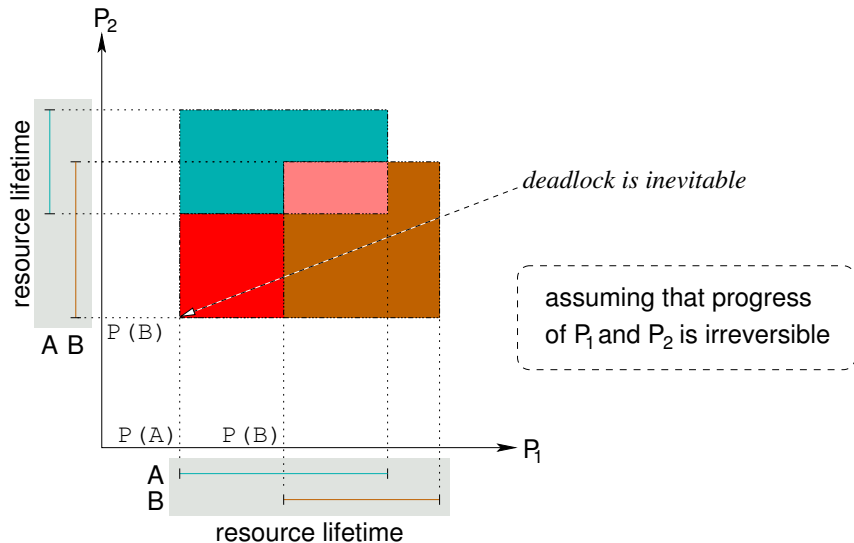 P2
resource lifetime
A B
deadlock is inevitable
assuming that progress
of P1 and P2 is irreversible
P(B)
P(A) P(B)
P1
A
B
resource lifetime